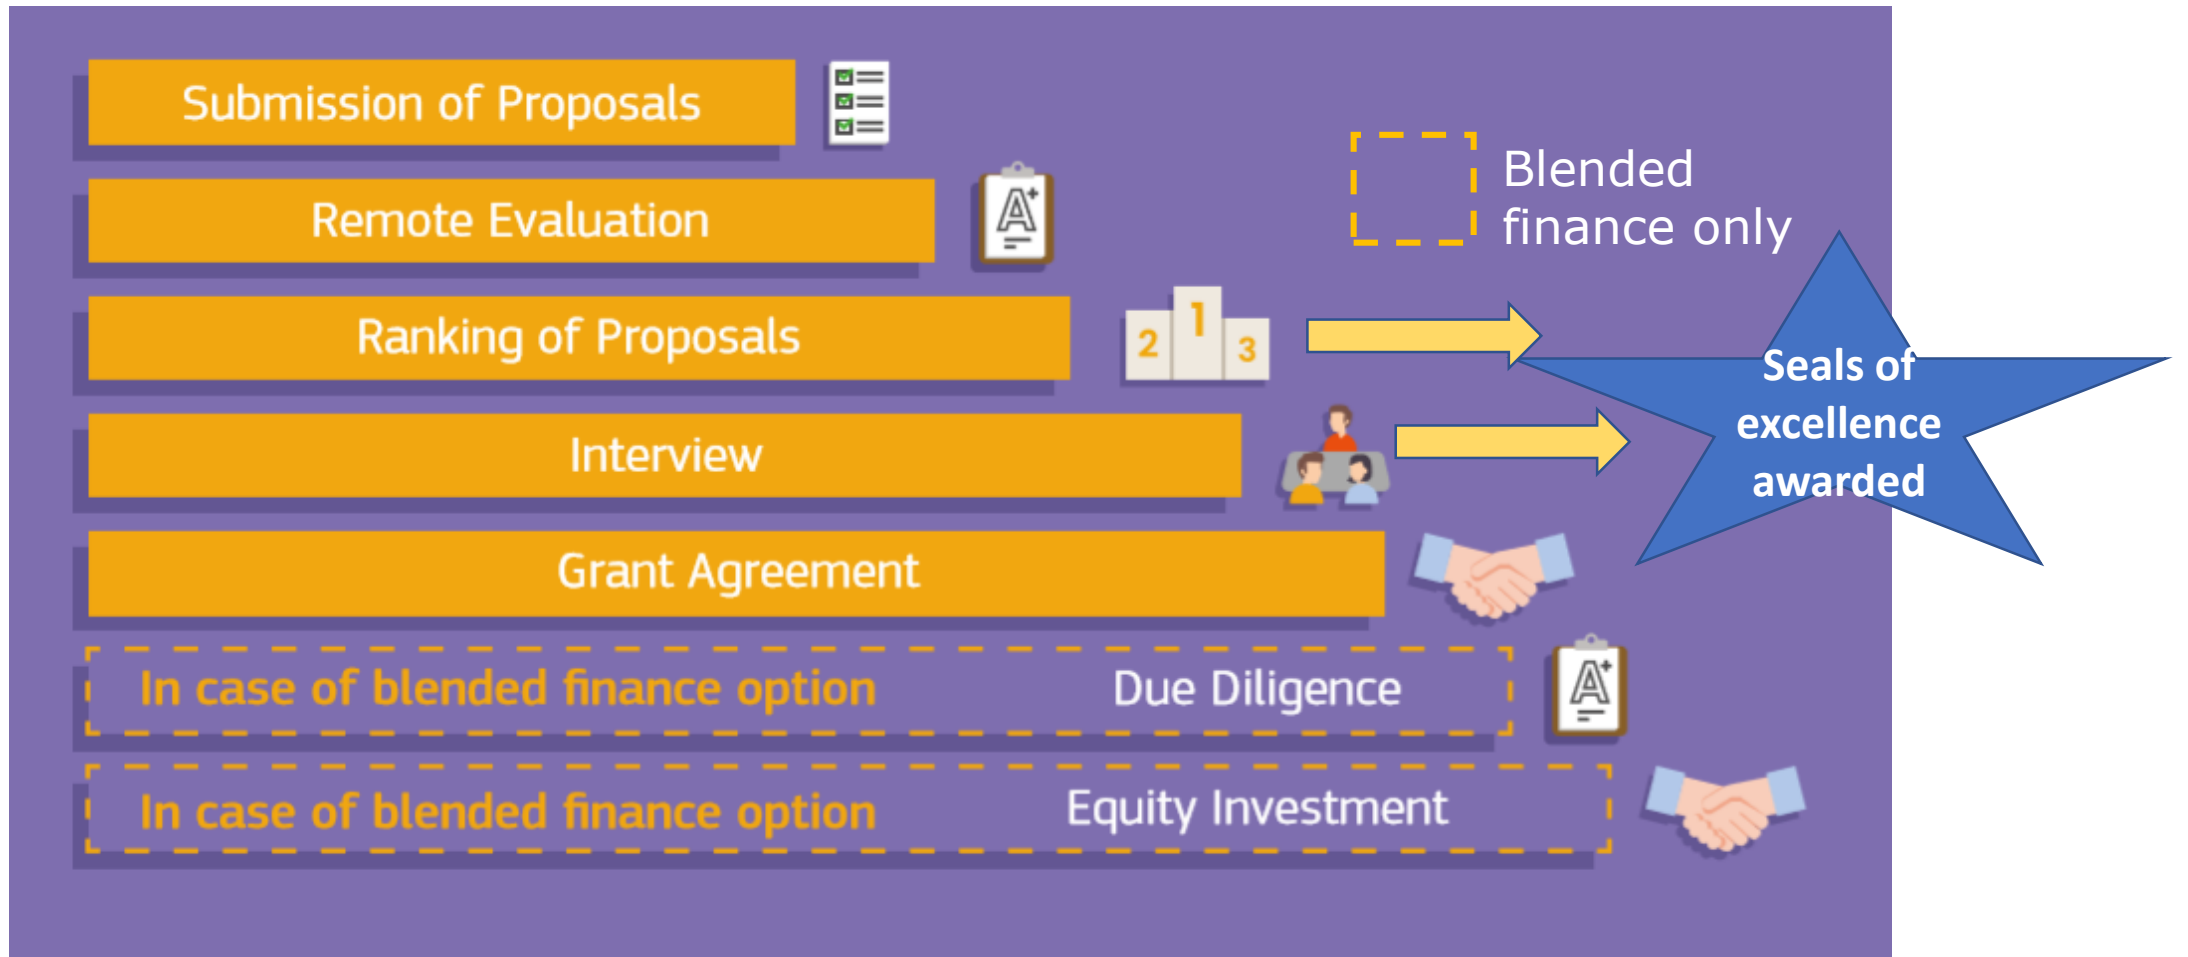 Submission of Proposals
Remote Evaluation
A+
Blended
finance only
Ranking of Proposals
2 1 3
Seals of
excellence
awarded
Interview
Grant Agreement
In case of blended finance option Due Diligence
A+
In case of blended finance option Equity Investment